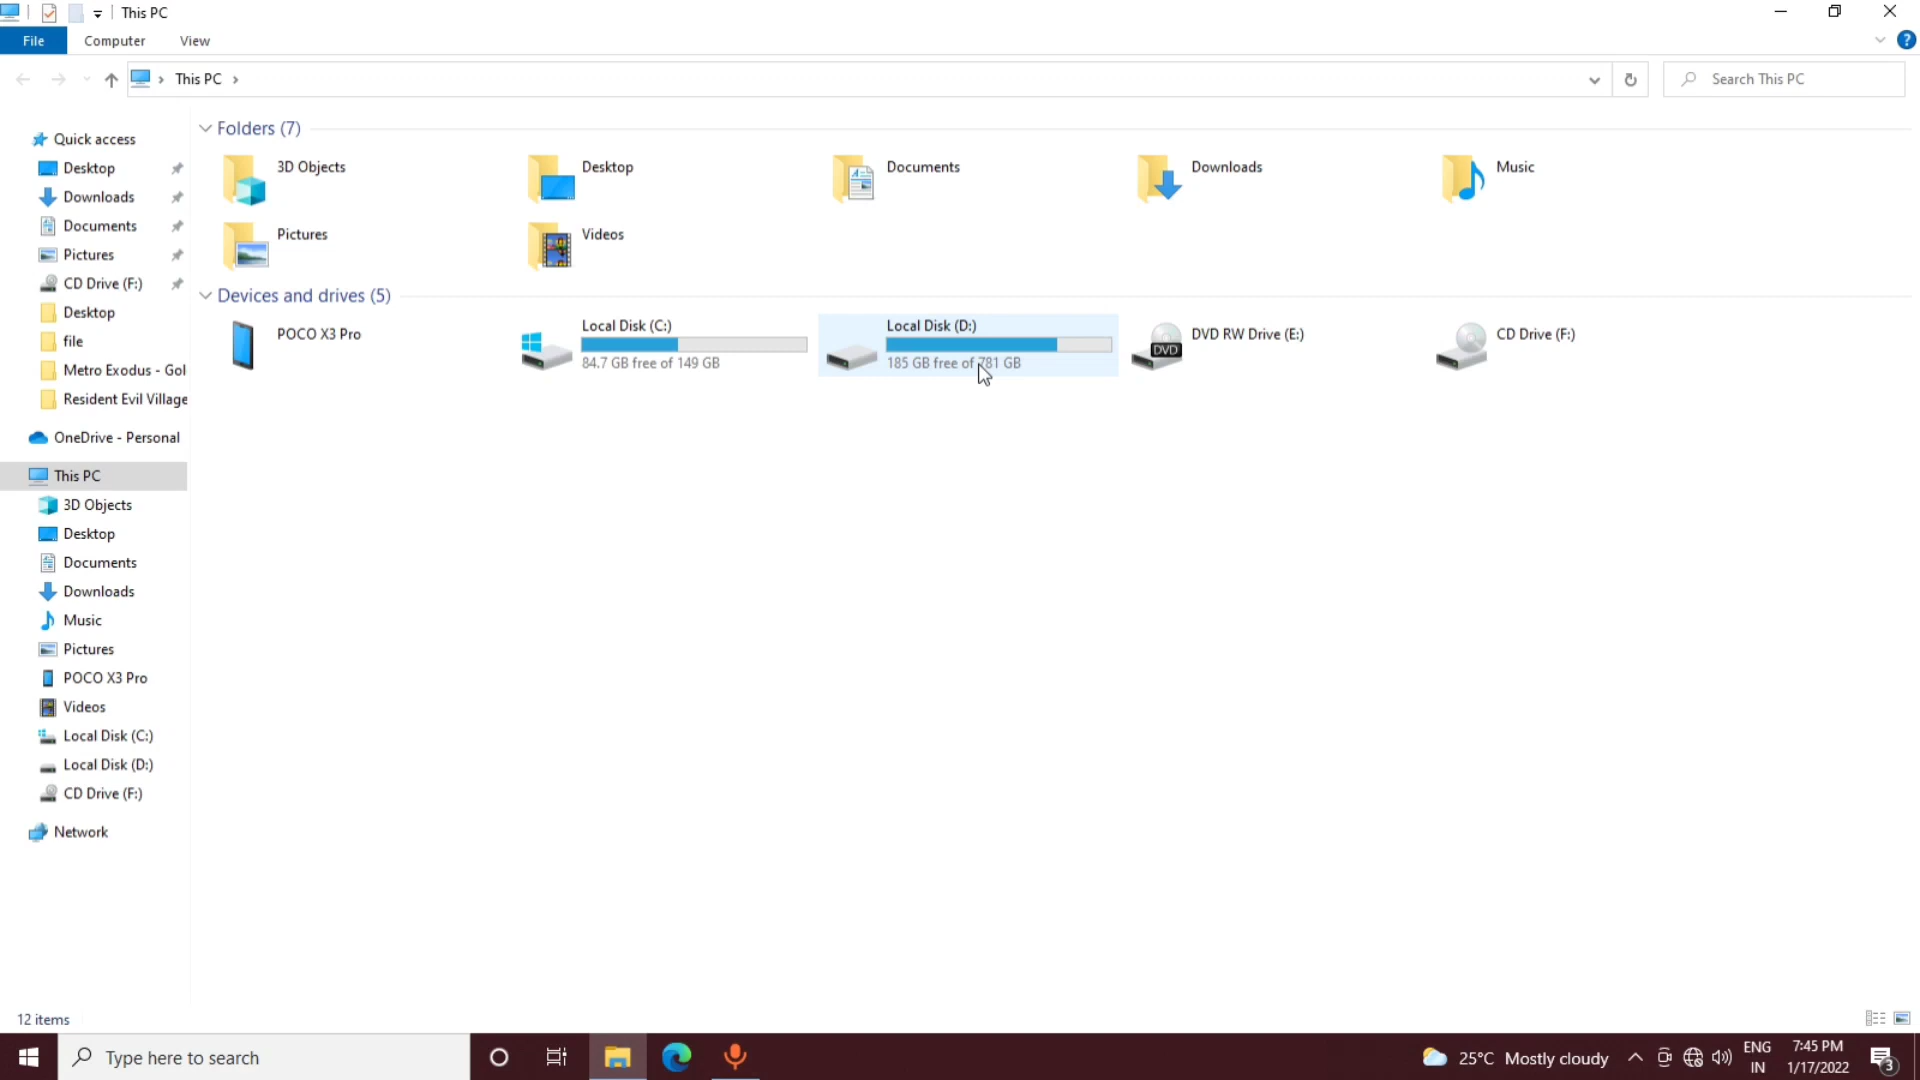 This PC
File Computer View
This PC
Search This PC
Quick access
Desktop
Downloads
Documents
Pictures
CD Drive (F:)
Desktop
file
Metro Exodus - Gol
Resident Evil Village
OneDrive - Personal
This PC
3D Objects
Desktop
Documents
Downloads
Music
Pictures
POCO X3 Pro
Videos
Local Disk (C:)
Local Disk (D:)
CD Drive (F:)
Network
Folders (7)
3D Objects
Desktop
Documents
Downloads
Music
Pictures
Videos
Devices and drives (5)
POCO X3 Pro
Local Disk (C:)
84.7 GB free of 149 GB
Local Disk (D:)
185 GB free of 781 GB
DVD RW Drive (E:)
DVD
CD Drive (F:)
12 items
Type here to search
25°C Mostly cloudy
ENG
IN
7:45 PM
1/17/2022
3